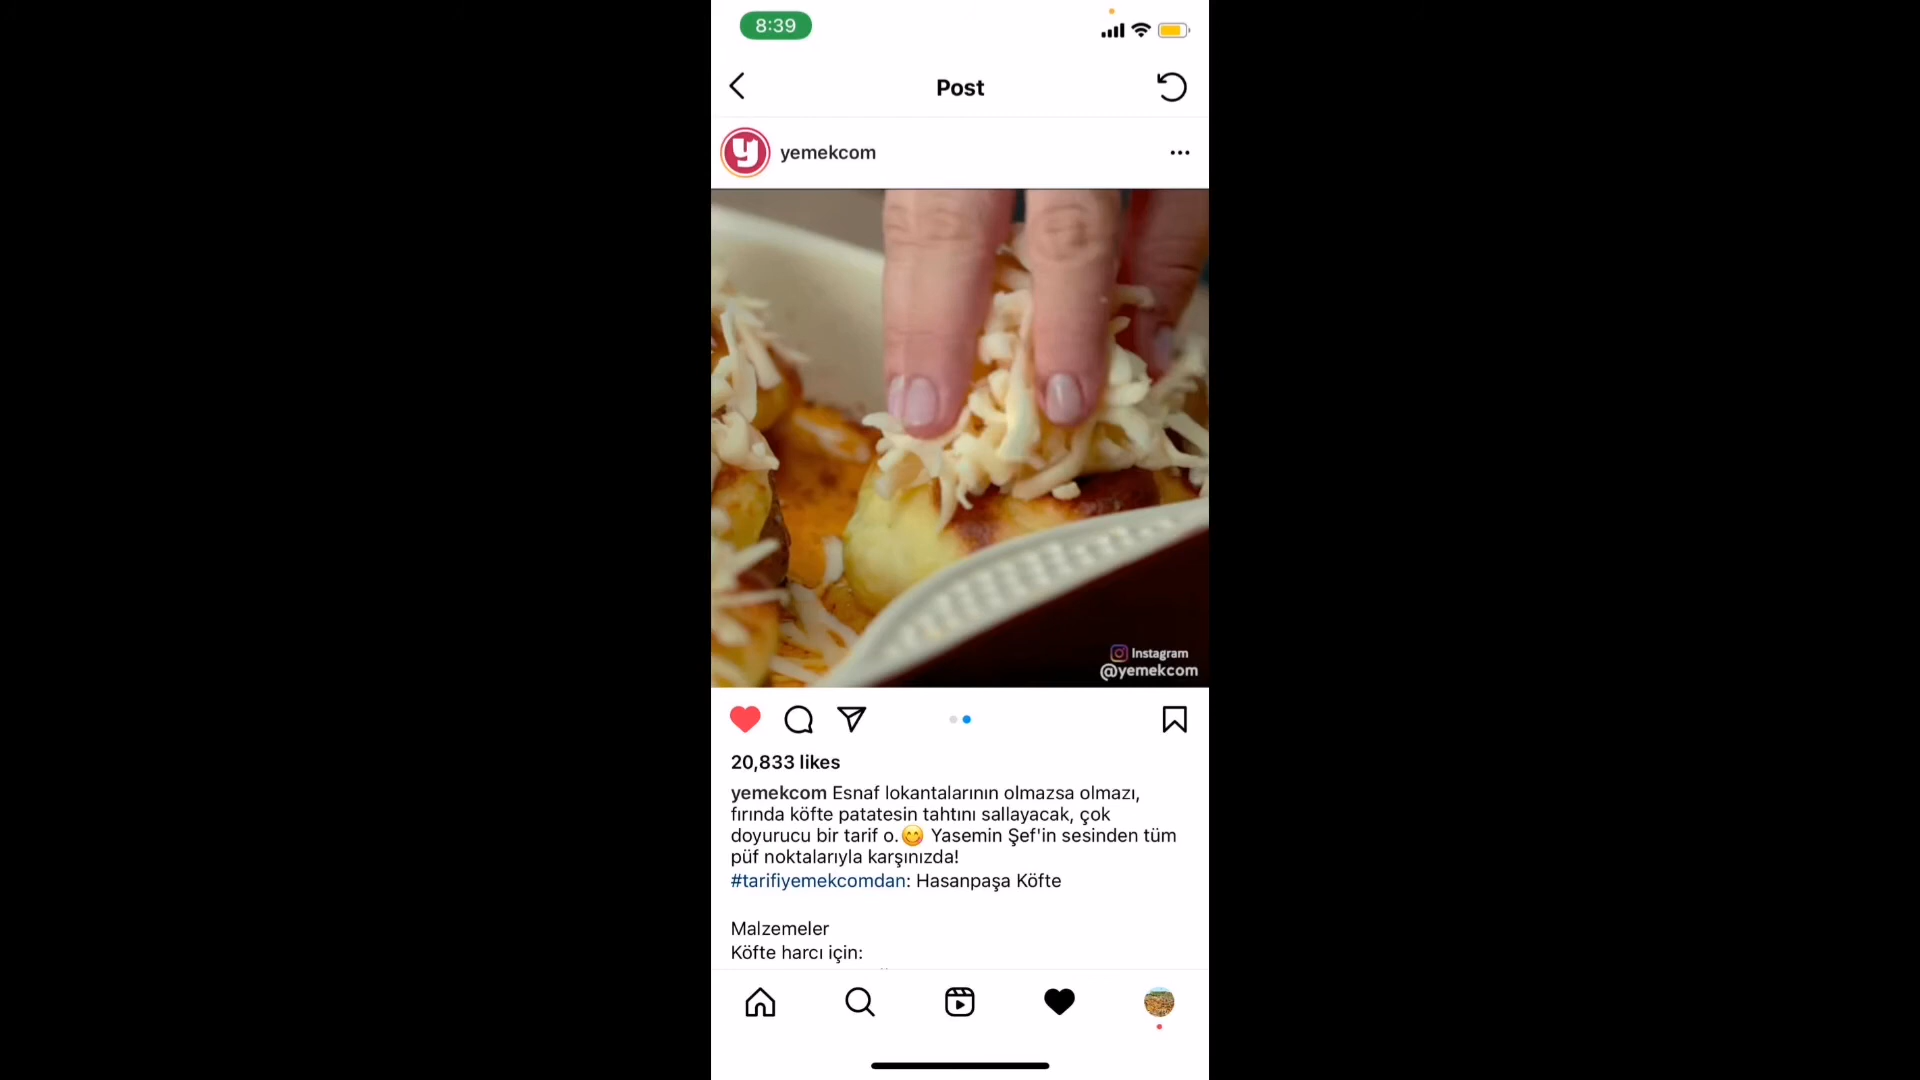 8:39
Post
y
yemekcom
Instagram
@yemekcom
20,833 likes
yemekcom Esnaf lokantalarının olmazsa olmazı,
fırında köfte patatesin tahtını sallayacak, çok
doyurucu bir tarif o.😋 Yasemin Şef'in sesinden tüm
püf noktalarıyla karşınızda!
#tarifiyemekcomdan: Hasanpaşa Köfte
Malzemeler
Köfte harcı için: